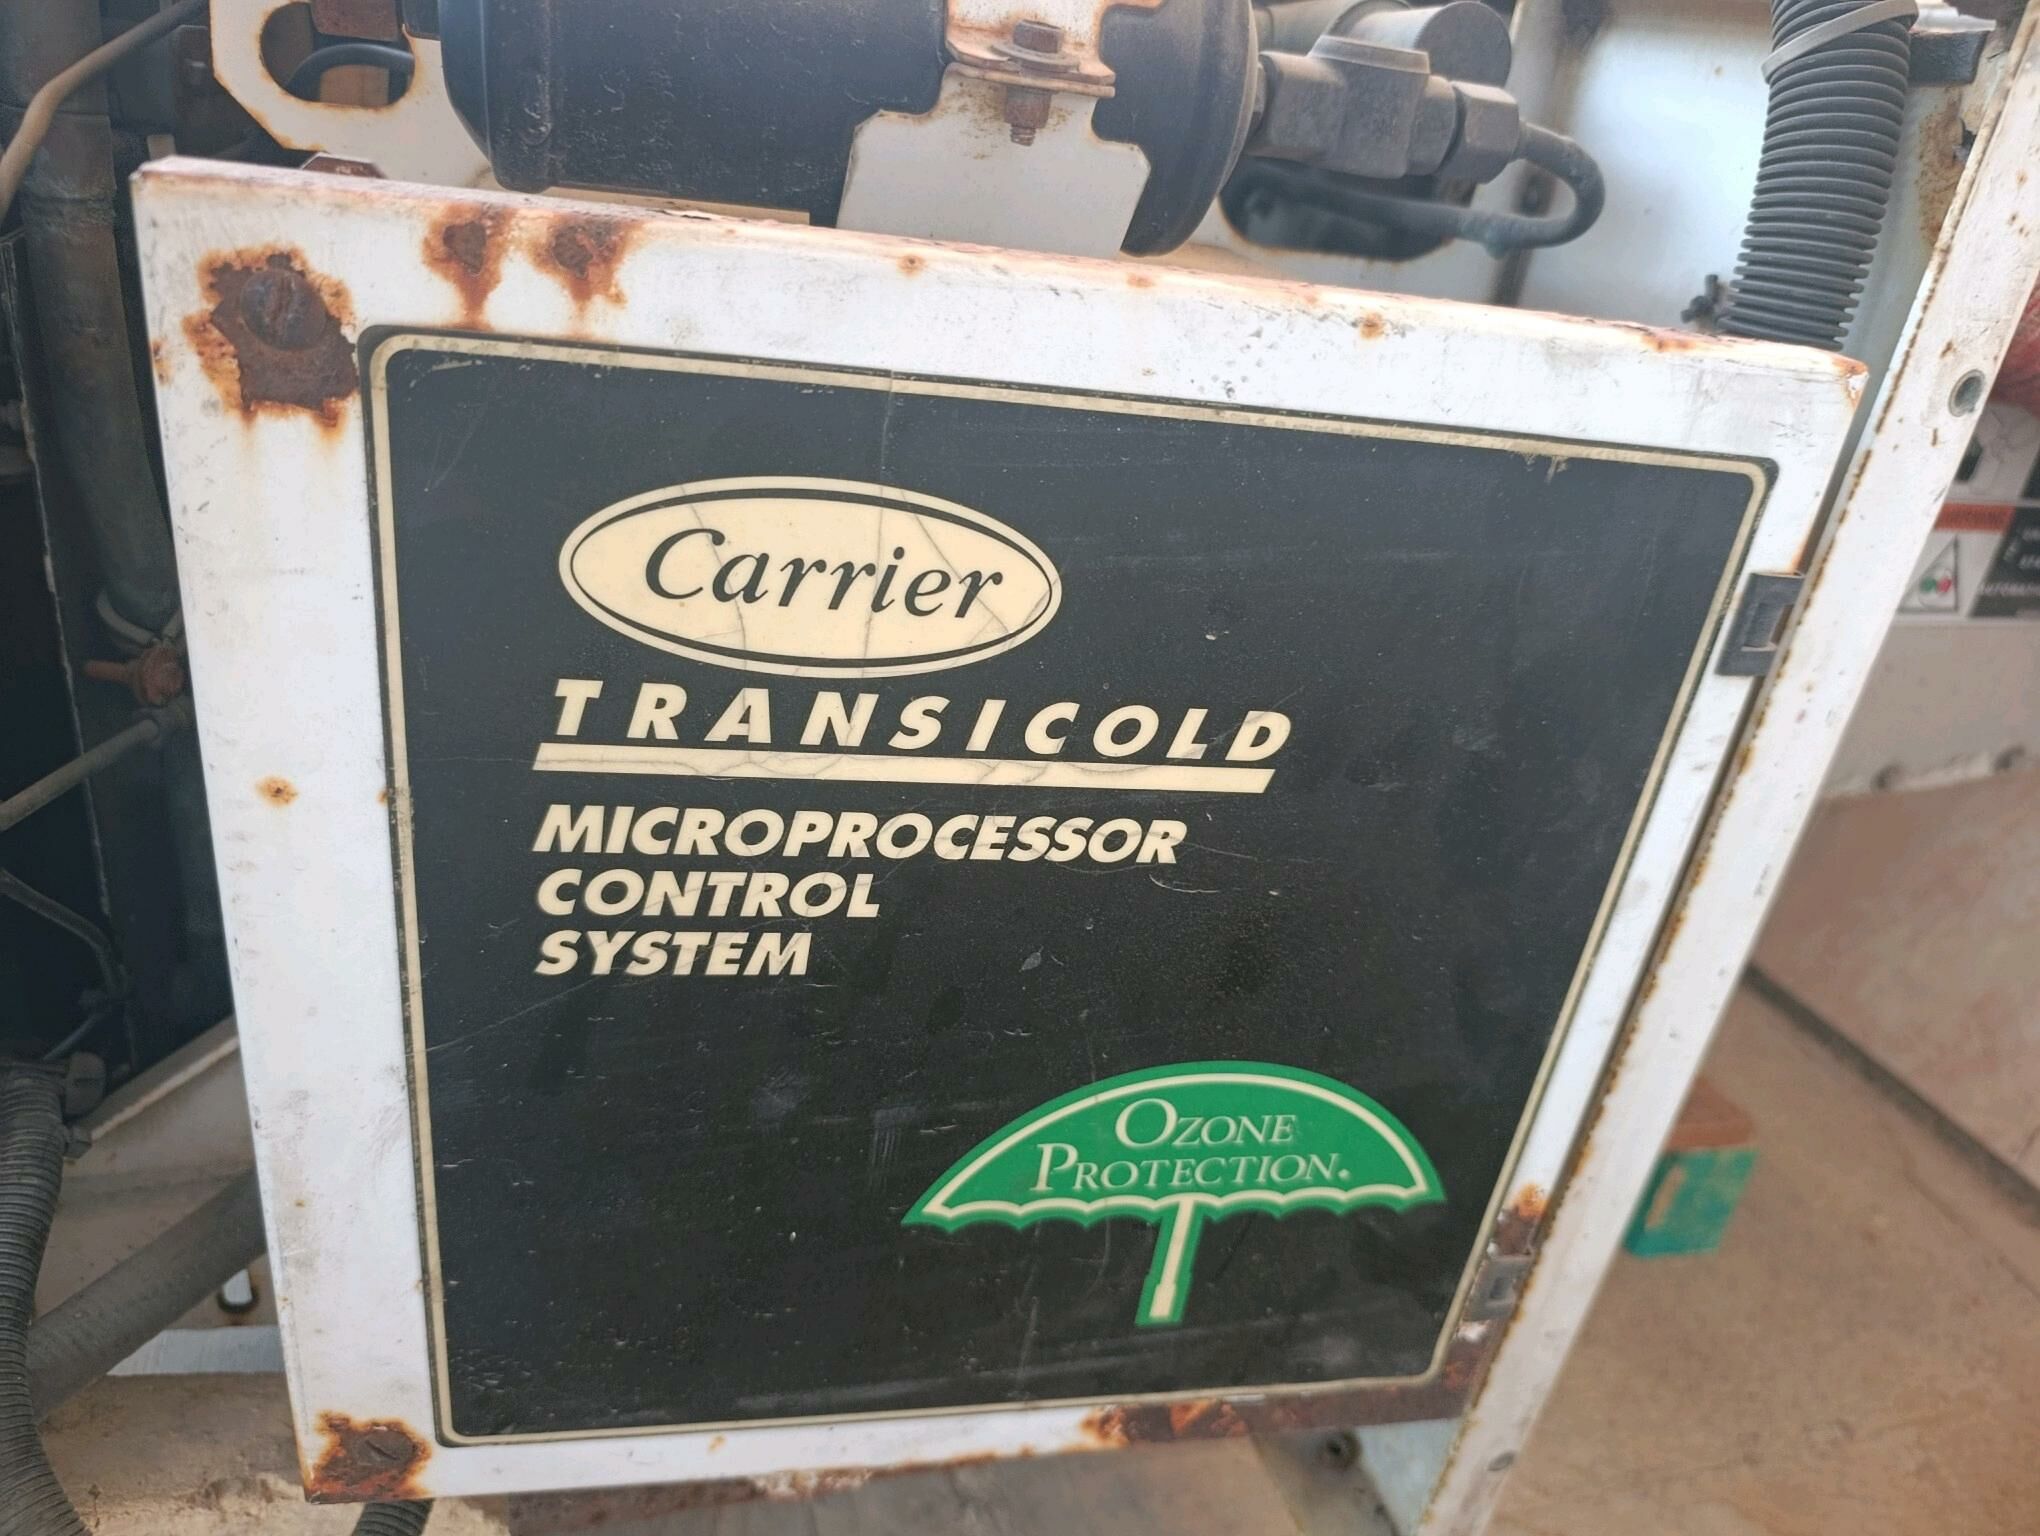 Carrier
TRANSICOLD
MICROPROCESSOR
CONTROL
SYSTEM
OZONE
PROTECTION.